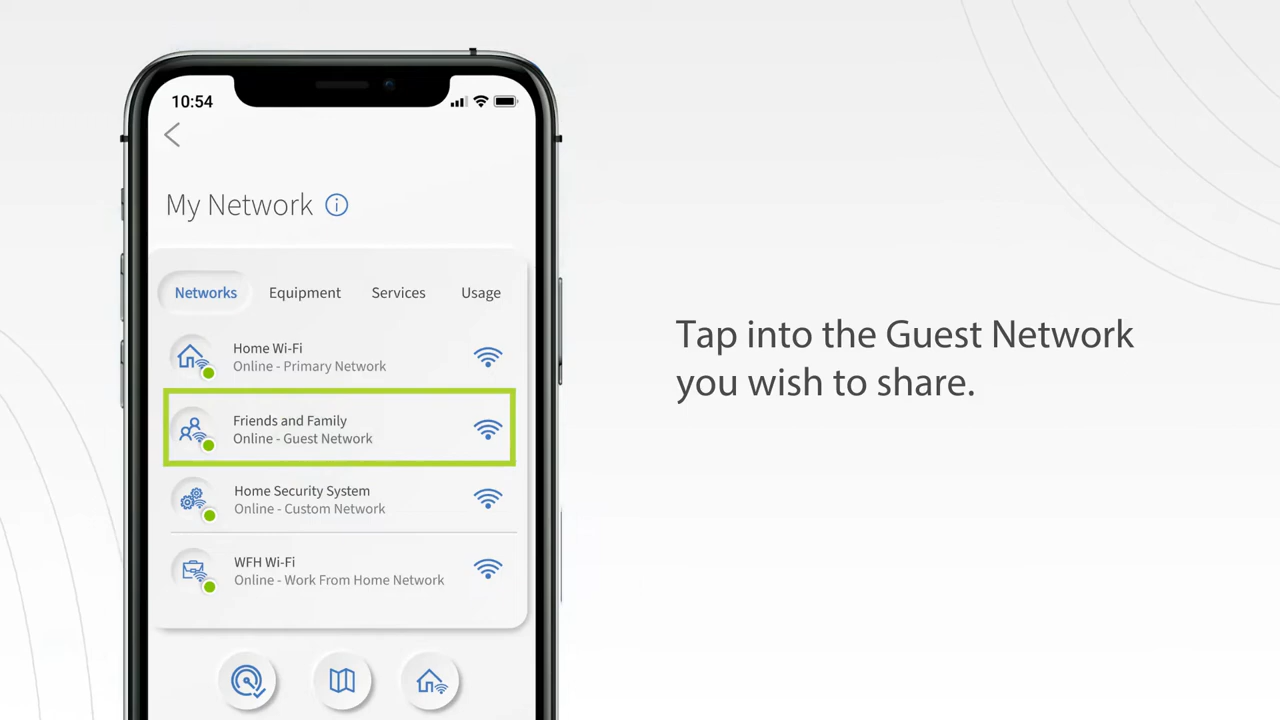 10:54
My Network
Networks Equipment Services Usage
Home Wi-Fi
Online - Primary Network
Friends and Family
Online - Guest Network
Home Security System
Online - Custom Network
WFH Wi-Fi
Online - Work From Home Network
Tap into the Guest Network
you wish to share.